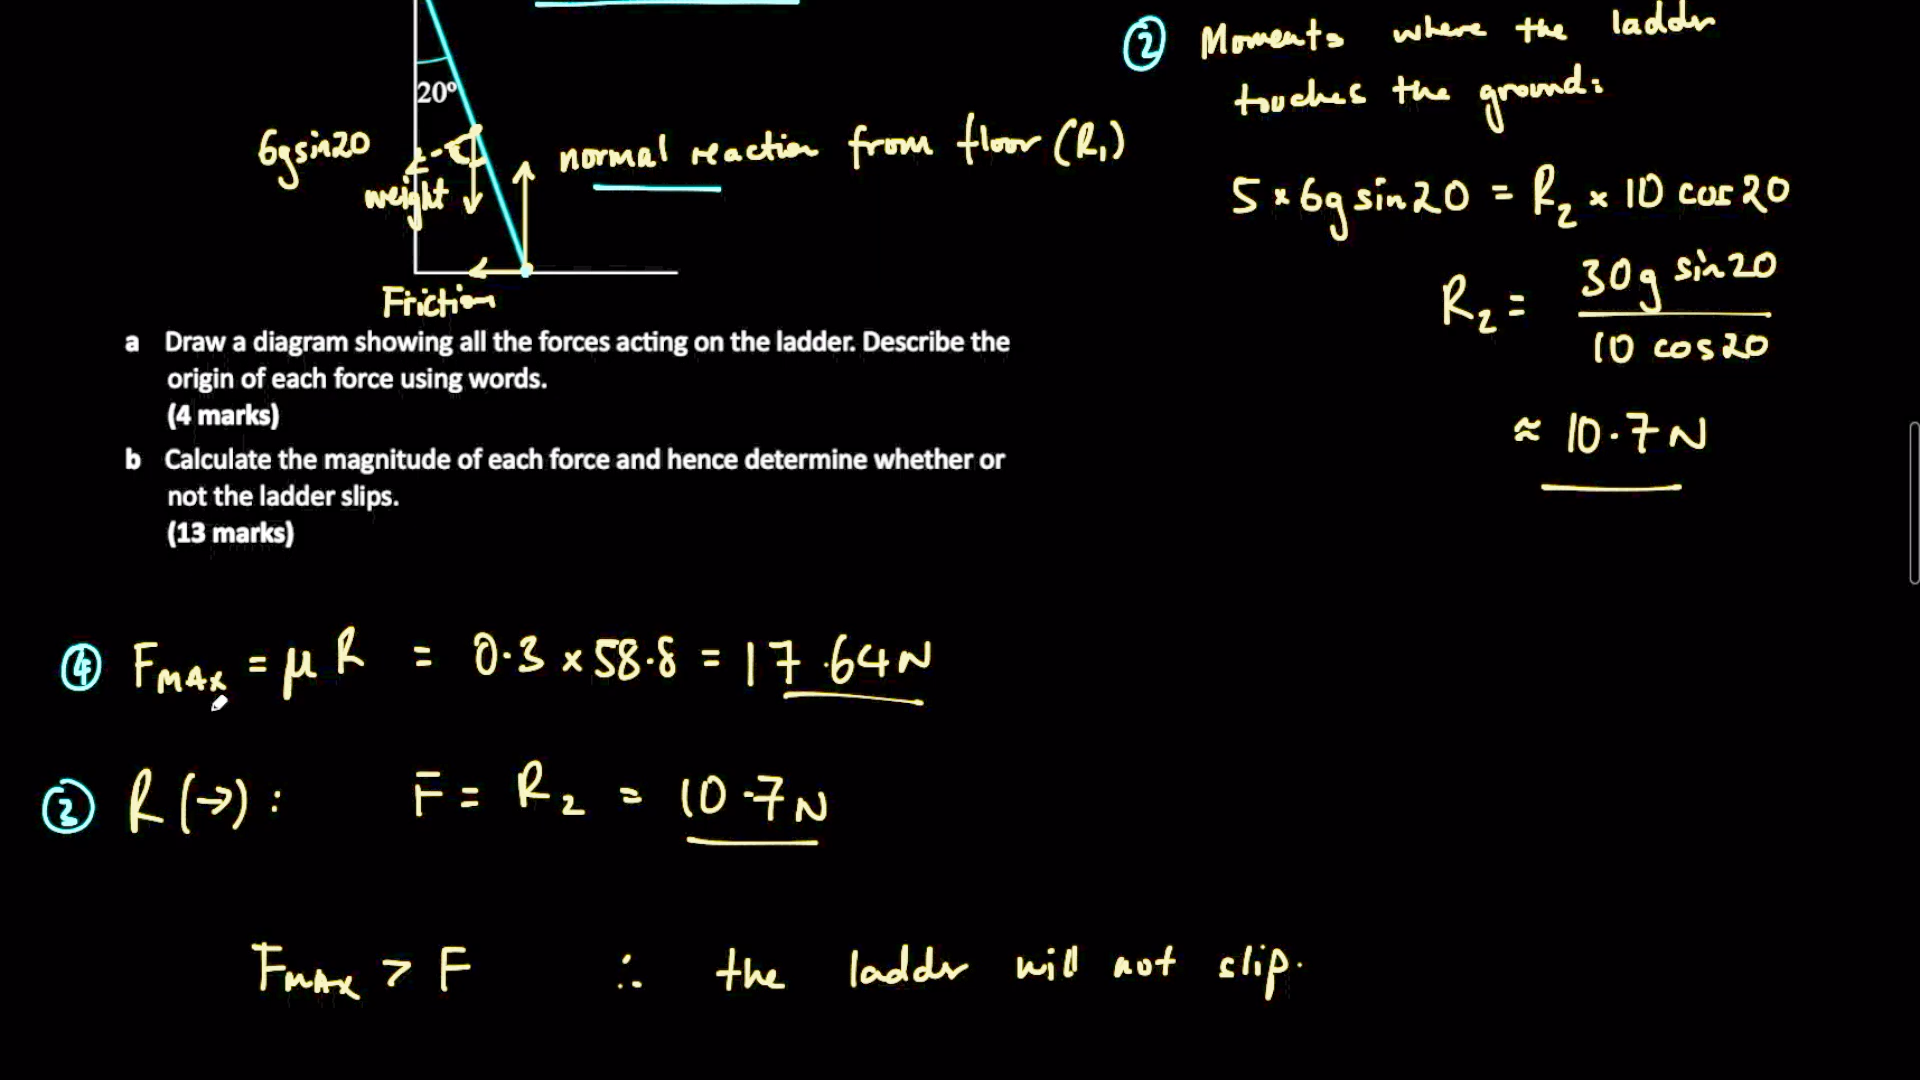 20°
6gsin20
weight
normal reaction from floor (R₁)
Friction
a Draw a diagram showing all the forces acting on the ladder. Describe the
origin of each force using words.
(4 marks)
b Calculate the magnitude of each force and hence determine whether or
not the ladder slips.
(13 marks)
② Moments where the ladder
touches the ground:
5 × 6g sin20 = R₂ × 10 cos 20
R₂ = 30g sin20 / 10 cos20
≈ 10.7N
④ FMAX = μR = 0.3 × 58.8 = 17.64N
③ R(→): F = R₂ = 10.7N
FMAX > F ∴ the ladder will not slip.